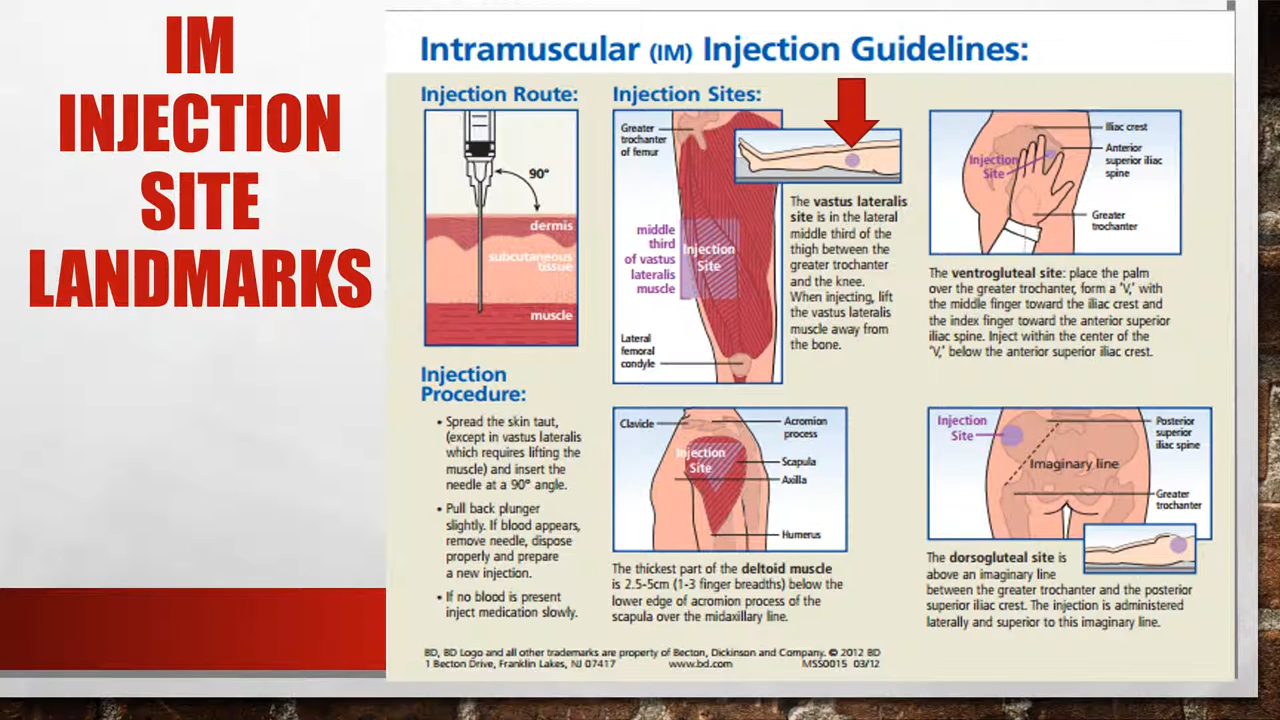 IM
INJECTION
SITE
LANDMARKS
Intramuscular (IM) Injection Guidelines:
Injection Route:
90°
dermis
subcutaneous
tissue
muscle
Injection
Procedure:
• Spread the skin taut,
(except in vastus lateralis
which requires lifting the
muscle) and insert the
needle at a 90° angle.
• Pull back plunger
slightly. If blood appears,
remove needle, dispose
properly and prepare
a new injection.
• If no blood is present
inject medication slowly.
Injection Sites:
Greater
trochanter
of femur
middle
third
of vastus
lateralis
muscle
Injection
Site
Lateral
femoral
condyle
The vastus lateralis
site is in the lateral
middle third of the
thigh between the
greater trochanter
and the knee.
When injecting, lift
the vastus lateralis
muscle away from
the bone.
Iliac crest
Anterior
superior iliac
spine
Injection
Site
Greater
trochanter
The ventrogluteal site: place the palm
over the greater trochanter, form a 'V,' with
the middle finger toward the iliac crest and
the index finger toward the anterior superior
iliac spine. Inject within the center of the
'V,' below the anterior superior iliac crest.
Clavicle
Acromion
process
Injection
Site
Scapula
Axilla
Humerus
The thickest part of the deltoid muscle
is 2.5-5cm (1-3 finger breadths) below the
lower edge of acromion process of the
scapula over the midaxillary line.
Injection
Site
Posterior
superior
iliac spine
Imaginary line
Greater
trochanter
The dorsogluteal site is
above an imaginary line
between the greater trochanter and the posterior
superior iliac crest. The injection is administered
laterally and superior to this imaginary line.
BD, BD Logo and all other trademarks are property of Becton, Dickinson and Company. © 2012 BD
1 Becton Drive, Franklin Lakes, NJ 07417 www.bd.com MSS0015 03/12